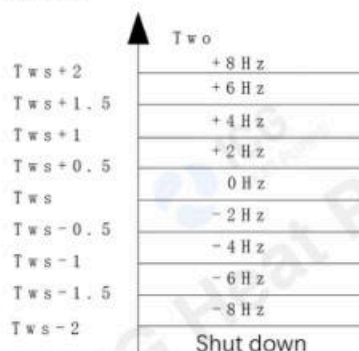 Two
+8Hz
Tws+2
+6Hz
Tws+1.5
+4Hz
Tws+1
+2Hz
Tws+0.5
0Hz
Tws
-2Hz
Tws-0.5
-4Hz
Tws-1
-6Hz
Tws-1.5
-8Hz
Tws-2
Shut down